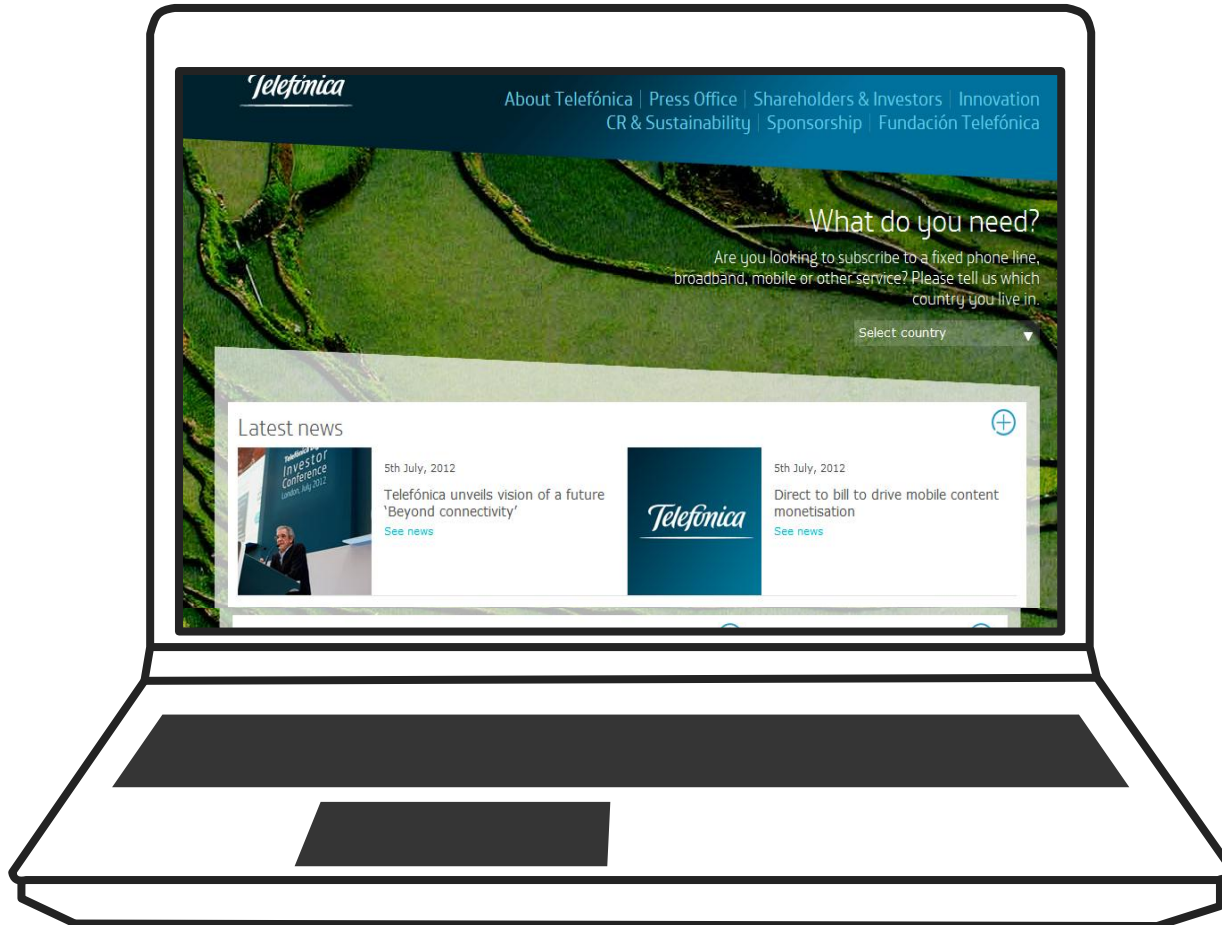 Telefónica
About Telefónica | Press Office | Shareholders & Investors | Innovation
CR & Sustainability | Sponsorship | Fundación Telefónica
What do you need?
Are you looking to subscribe to a fixed phone line,
broadband, mobile or other service? Please tell us which
country you live in.
Select country
Latest news
Investor
Conference
London, July 2012
5th July, 2012
Telefónica unveils vision of a future
‘Beyond connectivity’
See news
Telefónica
5th July, 2012
Direct to bill to drive mobile content
monetisation
See news